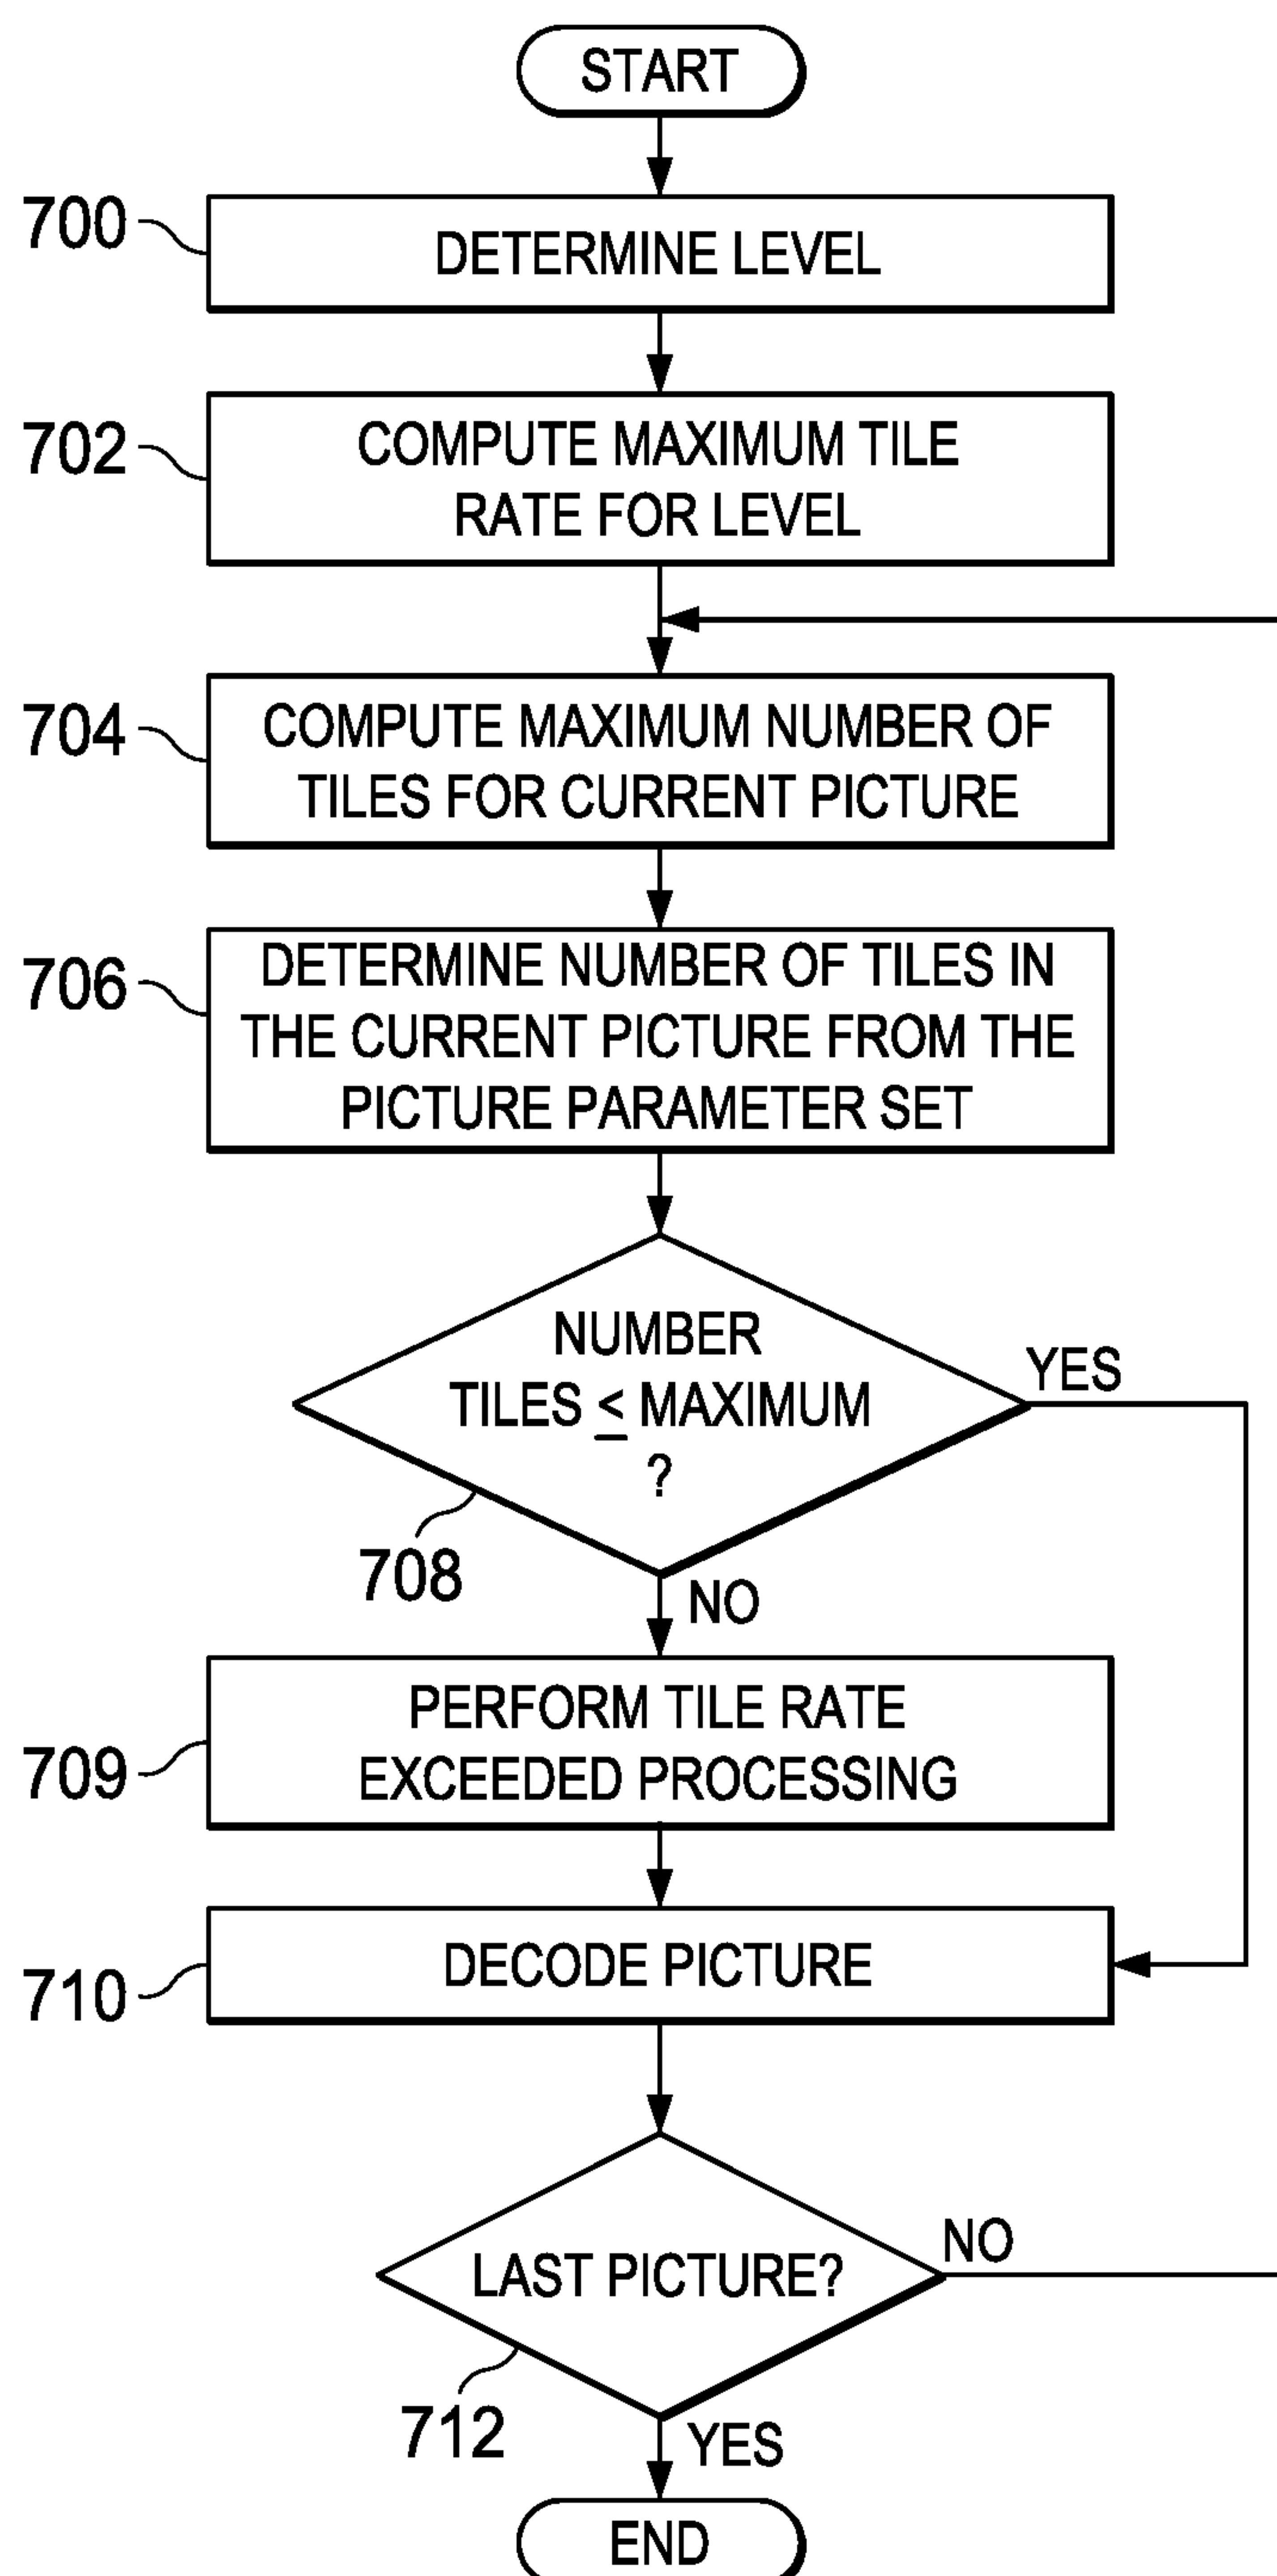 START
700
DETERMINE LEVEL
702
COMPUTE MAXIMUM TILE
RATE FOR LEVEL
704
COMPUTE MAXIMUM NUMBER OF
TILES FOR CURRENT PICTURE
706
DETERMINE NUMBER OF TILES IN
THE CURRENT PICTURE FROM THE
PICTURE PARAMETER SET
NUMBER
TILES ≤ MAXIMUM
?
YES
708
NO
709
PERFORM TILE RATE
EXCEEDED PROCESSING
710
DECODE PICTURE
LAST PICTURE?
NO
712
YES
END